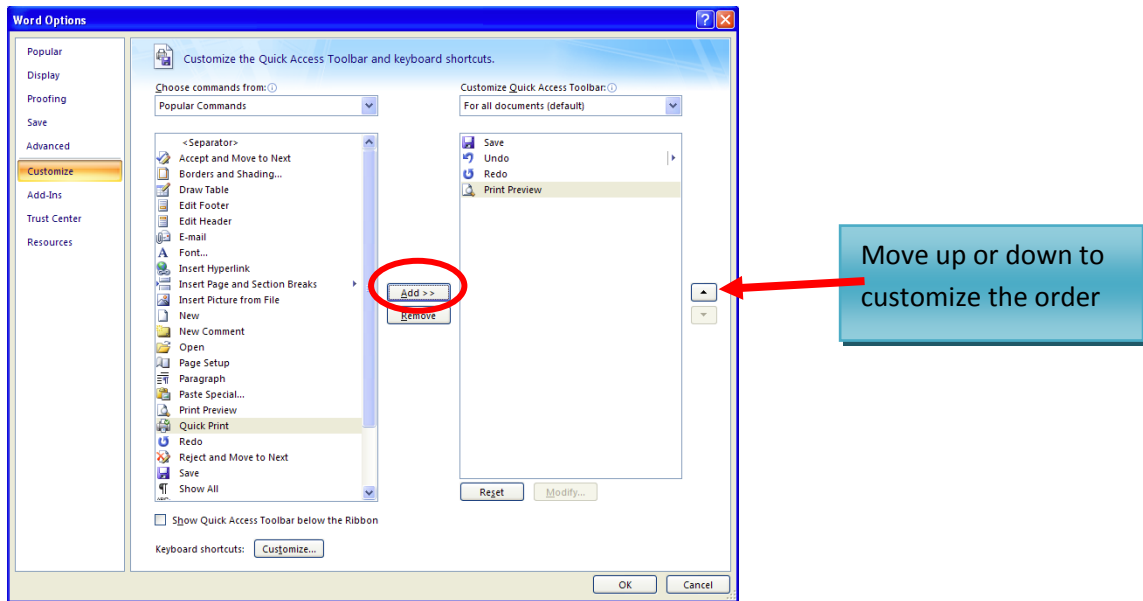 Word Options
Popular
Display
Proofing
Save
Advanced
Customize
Add-Ins
Trust Center
Resources
Customize the Quick Access Toolbar and keyboard shortcuts.
Choose commands from:
Popular Commands
<Separator>
Accept and Move to Next
Borders and Shading...
Draw Table
Edit Footer
Edit Header
E-mail
Font...
Insert Hyperlink
Insert Page and Section Breaks
Insert Picture from File
New
New Comment
Open
Page Setup
Paragraph
Paste Special...
Print Preview
Quick Print
Redo
Reject and Move to Next
Save
Show All
Add >>
Remove
Customize Quick Access Toolbar:
For all documents (default)
Save
Undo
Redo
Print Preview
Reset
Modify...
Show Quick Access Toolbar below the Ribbon
Keyboard shortcuts:
Customize...
OK
Cancel
Move up or down to
customize the order